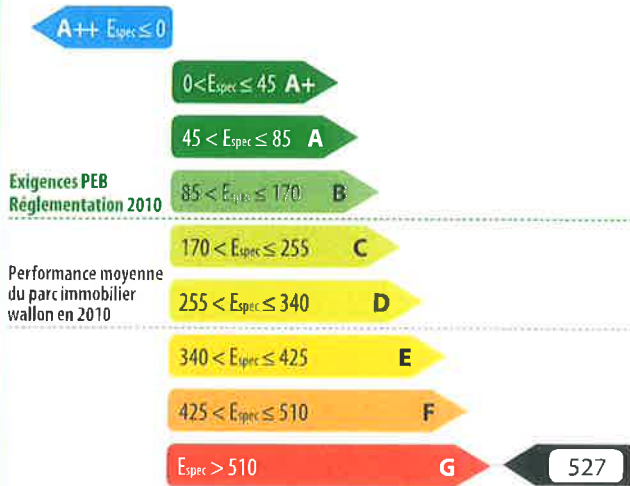 A++ Espec ≤ 0
0 < Espec ≤ 45 A+
45 < Espec ≤ 85 A
Exigences PEB
Réglementation 2010
85 < Espec ≤ 170 B
170 < Espec ≤ 255 C
Performance moyenne
du parc immobilier
wallon en 2010
255 < Espec ≤ 340 D
340 < Espec ≤ 425 E
425 < Espec ≤ 510 F
Espec > 510 G
527